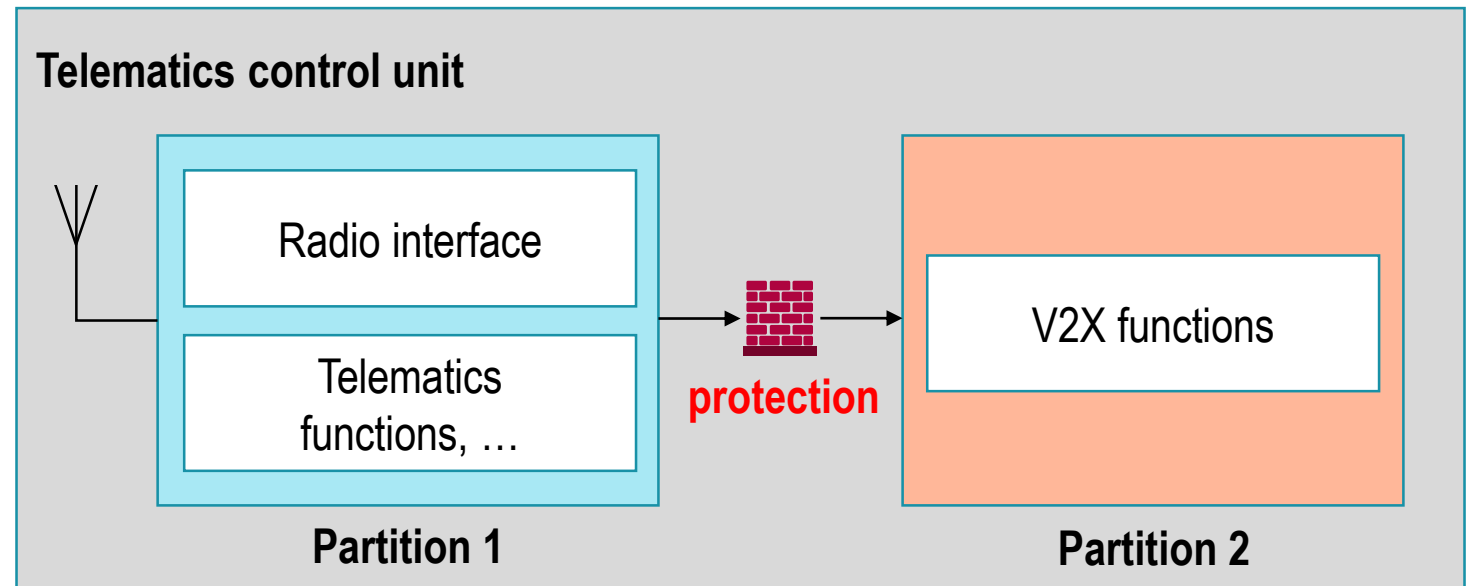 Telematics control unit
Radio interface
Telematics
functions, …
Partition 1
protection
V2X functions
Partition 2